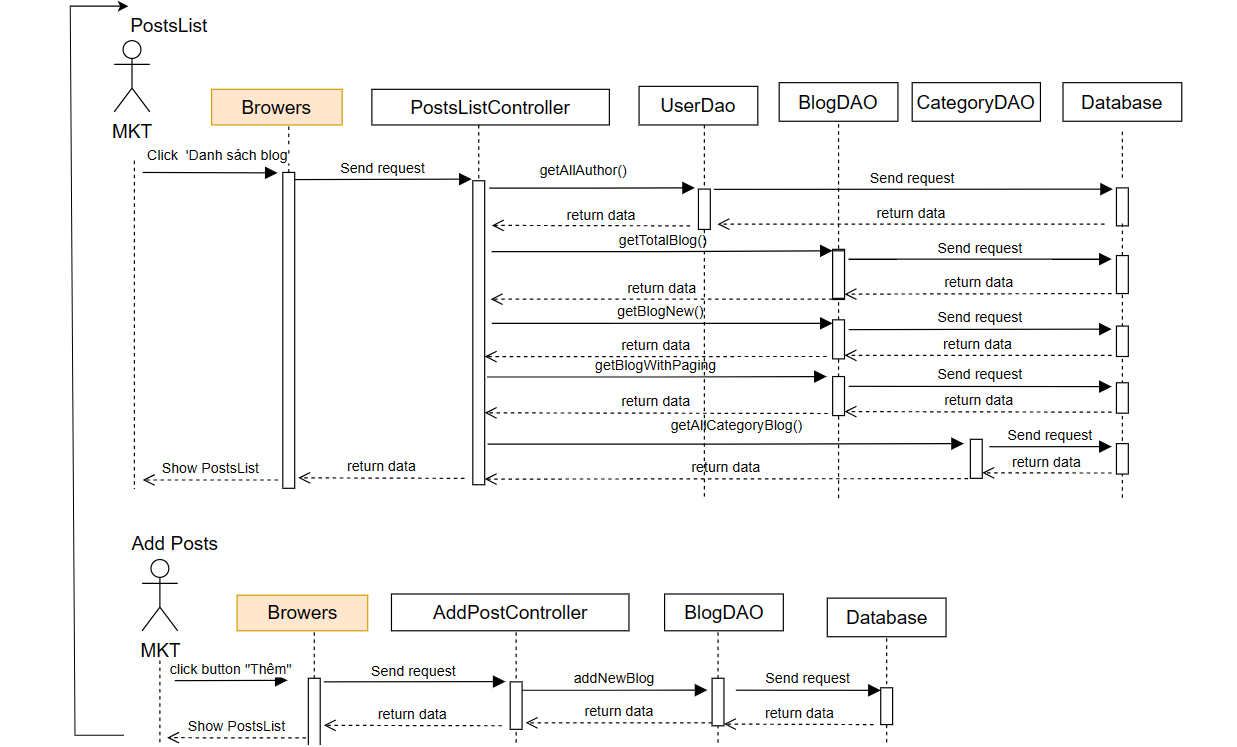 PostsList
MKT
Browers
PostsListController
UserDao
BlogDAO
CategoryDAO
Database
Click 'Danh sách blog'
Send request
getAllAuthor()
Send request
return data
return data
getTotalBlog()
Send request
return data
return data
getBlogNew()
Send request
return data
return data
getBlogWithPaging
Send request
return data
return data
getAllCategoryBlog()
Send request
return data
return data
return data
Show PostsList
Add Posts
MKT
Browers
AddPostController
BlogDAO
Database
click button "Thêm"
Send request
addNewBlog
Send request
return data
return data
return data
Show PostsList